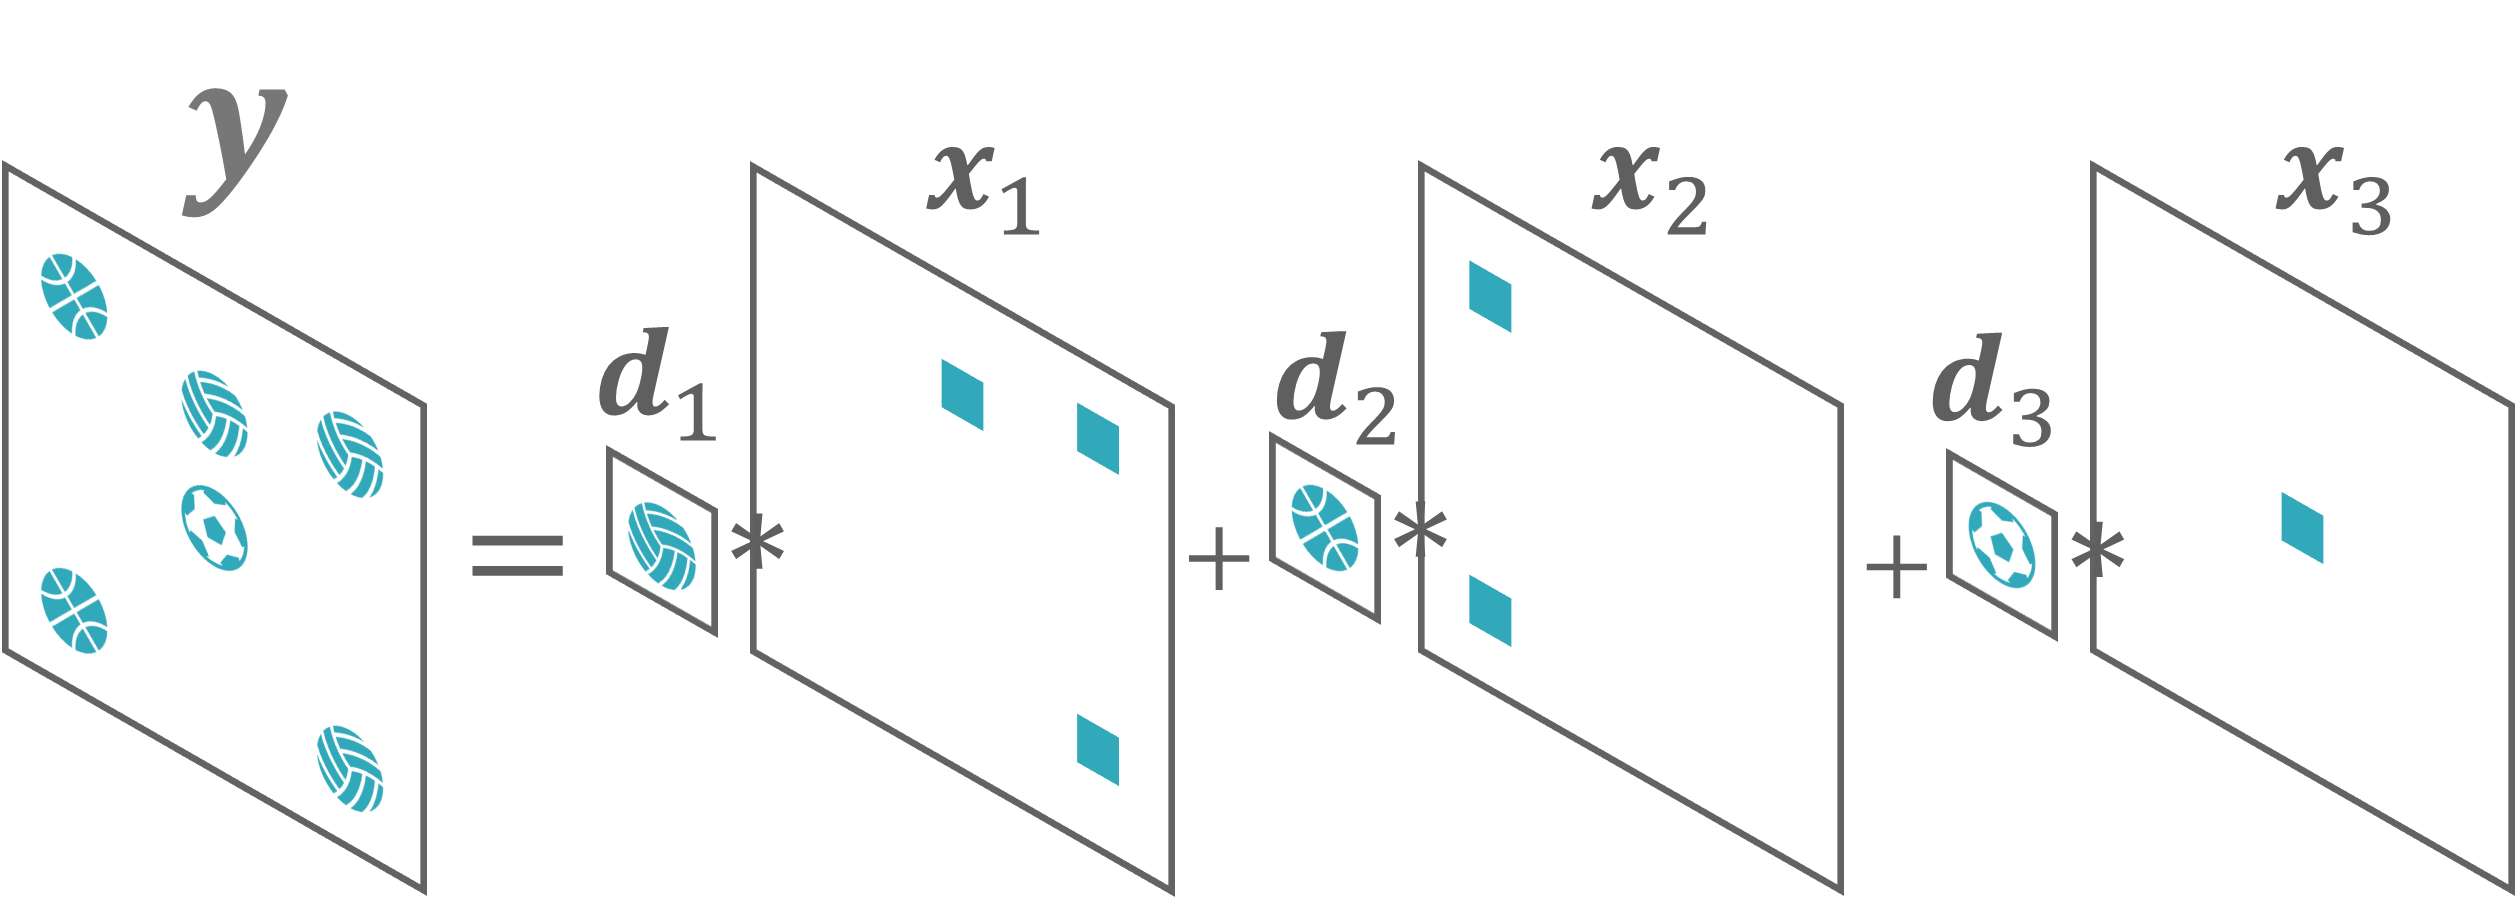 y = d₁ * x₁ + d₂ * x₂ + d₃ * x₃